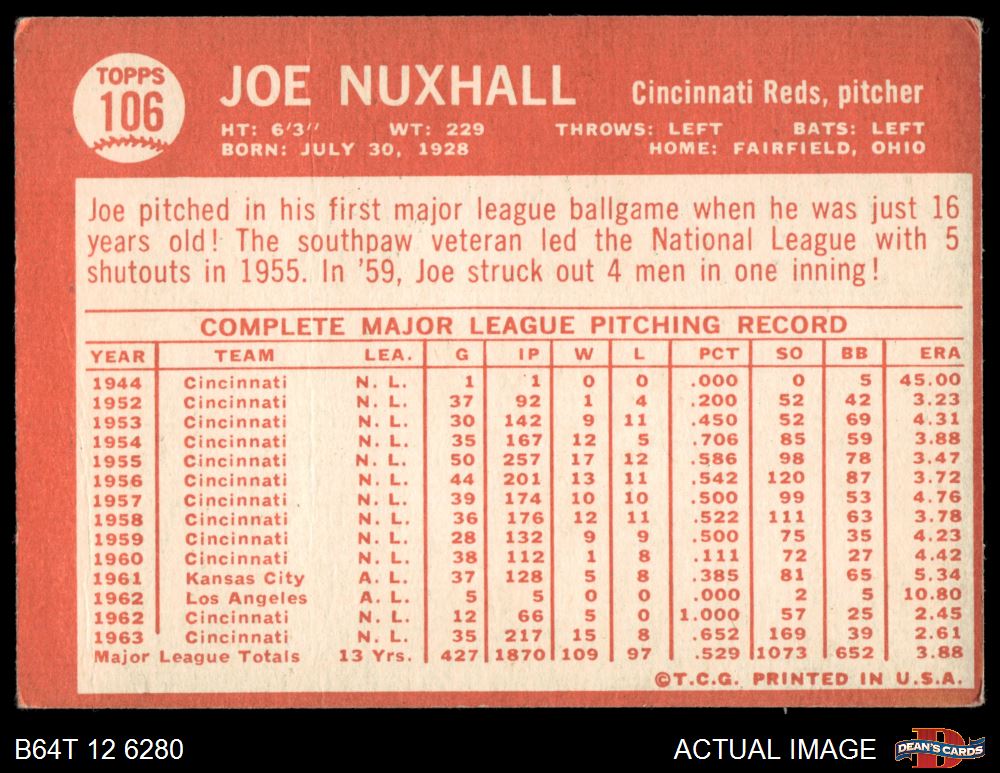 TOPPS
106
JOE NUXHALL
Cincinnati Reds, pitcher
HT: 6'3" WT: 229 THROWS: LEFT BATS: LEFT
BORN: JULY 30, 1928 HOME: FAIRFIELD, OHIO
Joe pitched in his first major league ballgame when he was just 16
years old! The southpaw veteran led the National League with 5
shutouts in 1955. In '59, Joe struck out 4 men in one inning!
COMPLETE MAJOR LEAGUE PITCHING RECORD
YEAR TEAM LEA. G IP W L PCT SO BB ERA
1944 Cincinnati N. L. 1 1 0 0 .000 0 5 45.00
1952 Cincinnati N. L. 37 92 1 4 .200 52 42 3.23
1953 Cincinnati N. L. 30 142 9 11 .450 52 69 4.31
1954 Cincinnati N. L. 35 167 12 5 .706 85 59 3.88
1955 Cincinnati N. L. 50 257 17 12 .586 98 78 3.47
1956 Cincinnati N. L. 44 201 13 11 .542 120 87 3.72
1957 Cincinnati N. L. 39 174 10 10 .500 99 53 4.76
1958 Cincinnati N. L. 36 176 12 11 .522 111 63 3.78
1959 Cincinnati N. L. 28 132 9 9 .500 75 35 4.23
1960 Cincinnati N. L. 38 112 1 8 .111 72 27 4.42
1961 Kansas City A. L. 37 128 5 8 .385 81 65 5.34
1962 Los Angeles A. L. 5 5 0 0 .000 2 5 10.80
1962 Cincinnati N. L. 12 66 5 0 1.000 57 25 2.45
1963 Cincinnati N. L. 35 217 15 8 .652 169 39 2.61
Major League Totals 13 Yrs. 427 1870 109 97 .529 1073 652 3.88
©T.C.G. PRINTED IN U.S.A.
B64T 12 6280
ACTUAL IMAGE
D
DEAN'S CARDS